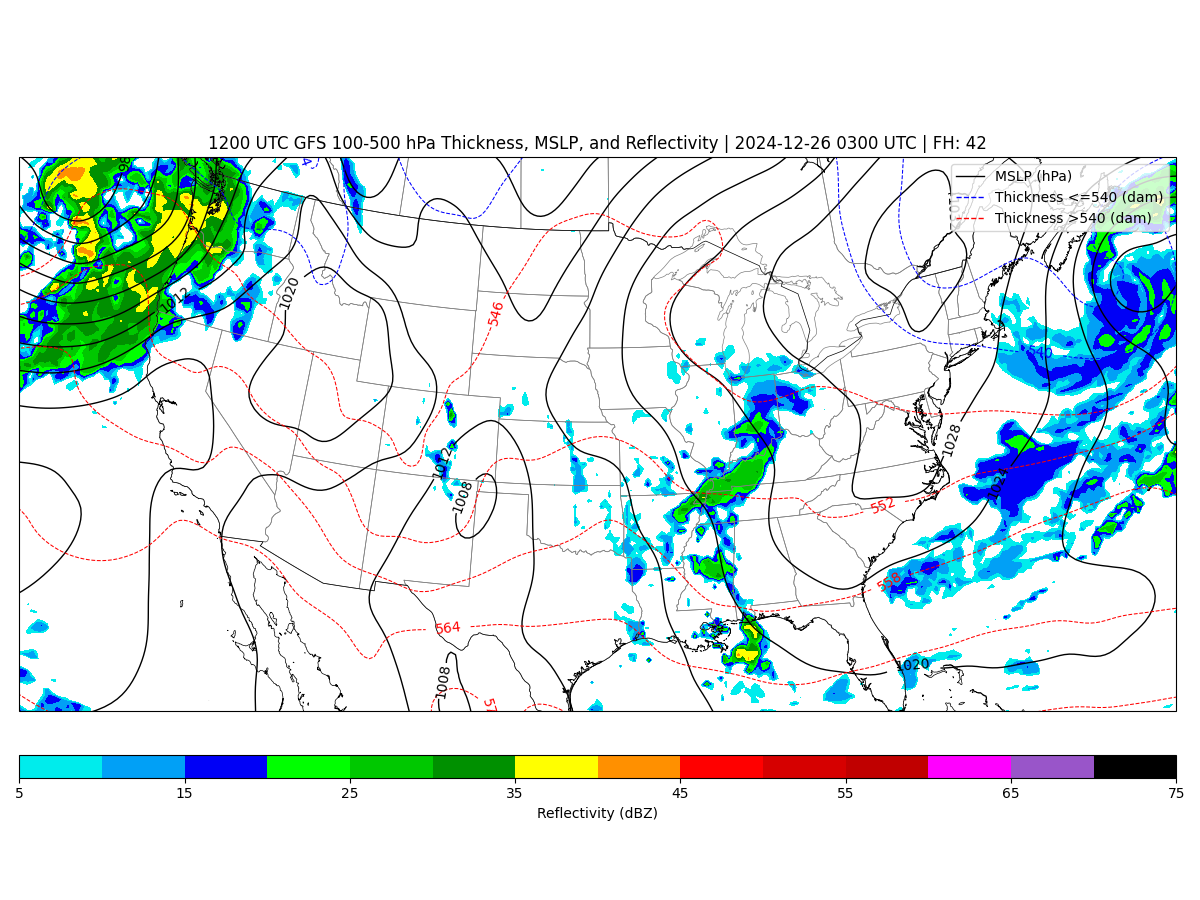 1200 UTC GFS 100-500 hPa Thickness, MSLP, and Reflectivity | 2024-12-26 0300 UTC | FH: 42
MSLP (hPa)
Thickness <=540 (dam)
Thickness >540 (dam)
1012
1020
546
1028
1024
1012
1008
552
558
564
1020
1008
5 15 25 35 45 55 65 75
Reflectivity (dBZ)